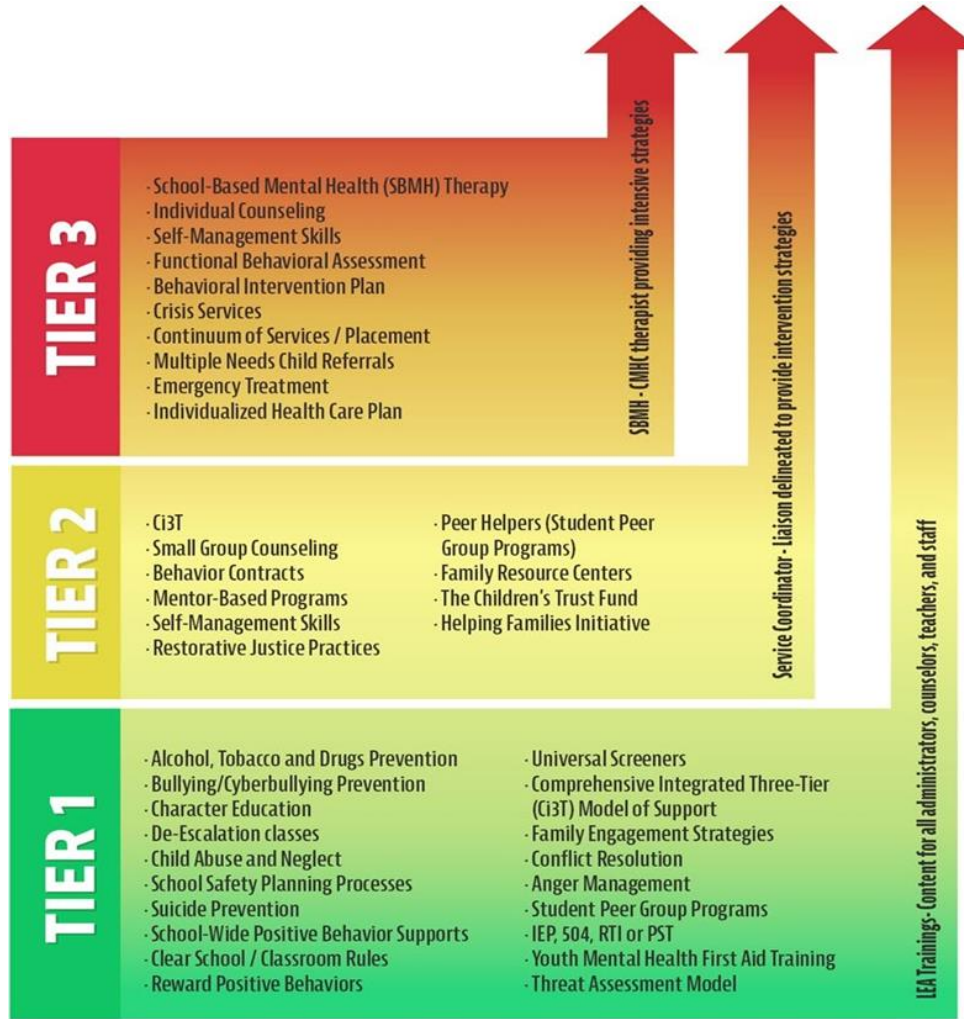 TIER 3
· School-Based Mental Health (SBMH) Therapy
· Individual Counseling
· Self-Management Skills
· Functional Behavioral Assessment
· Behavioral Intervention Plan
· Crisis Services
· Continuum of Services / Placement
· Multiple Needs Child Referrals
· Emergency Treatment
· Individualized Health Care Plan
SBMH - CMHC therapist providing intensive strategies
TIER 2
· Ci3T
· Small Group Counseling
· Behavior Contracts
· Mentor-Based Programs
· Self-Management Skills
· Restorative Justice Practices
· Peer Helpers (Student Peer
Group Programs)
· Family Resource Centers
· The Children's Trust Fund
· Helping Families Initiative
Service Coordinator - Liaison delineated to provide intervention strategies
TIER 1
· Alcohol, Tobacco and Drugs Prevention
· Bullying/Cyberbullying Prevention
· Character Education
· De-Escalation classes
· Child Abuse and Neglect
· School Safety Planning Processes
· Suicide Prevention
· School-Wide Positive Behavior Supports
· Clear School / Classroom Rules
· Reward Positive Behaviors
· Universal Screeners
· Comprehensive Integrated Three-Tier
(Ci3T) Model of Support
· Family Engagement Strategies
· Conflict Resolution
· Anger Management
· Student Peer Group Programs
· IEP, 504, RTI or PST
· Youth Mental Health First Aid Training
· Threat Assessment Model
LEA Trainings- Content for all administrators, counselors, teachers, and staff